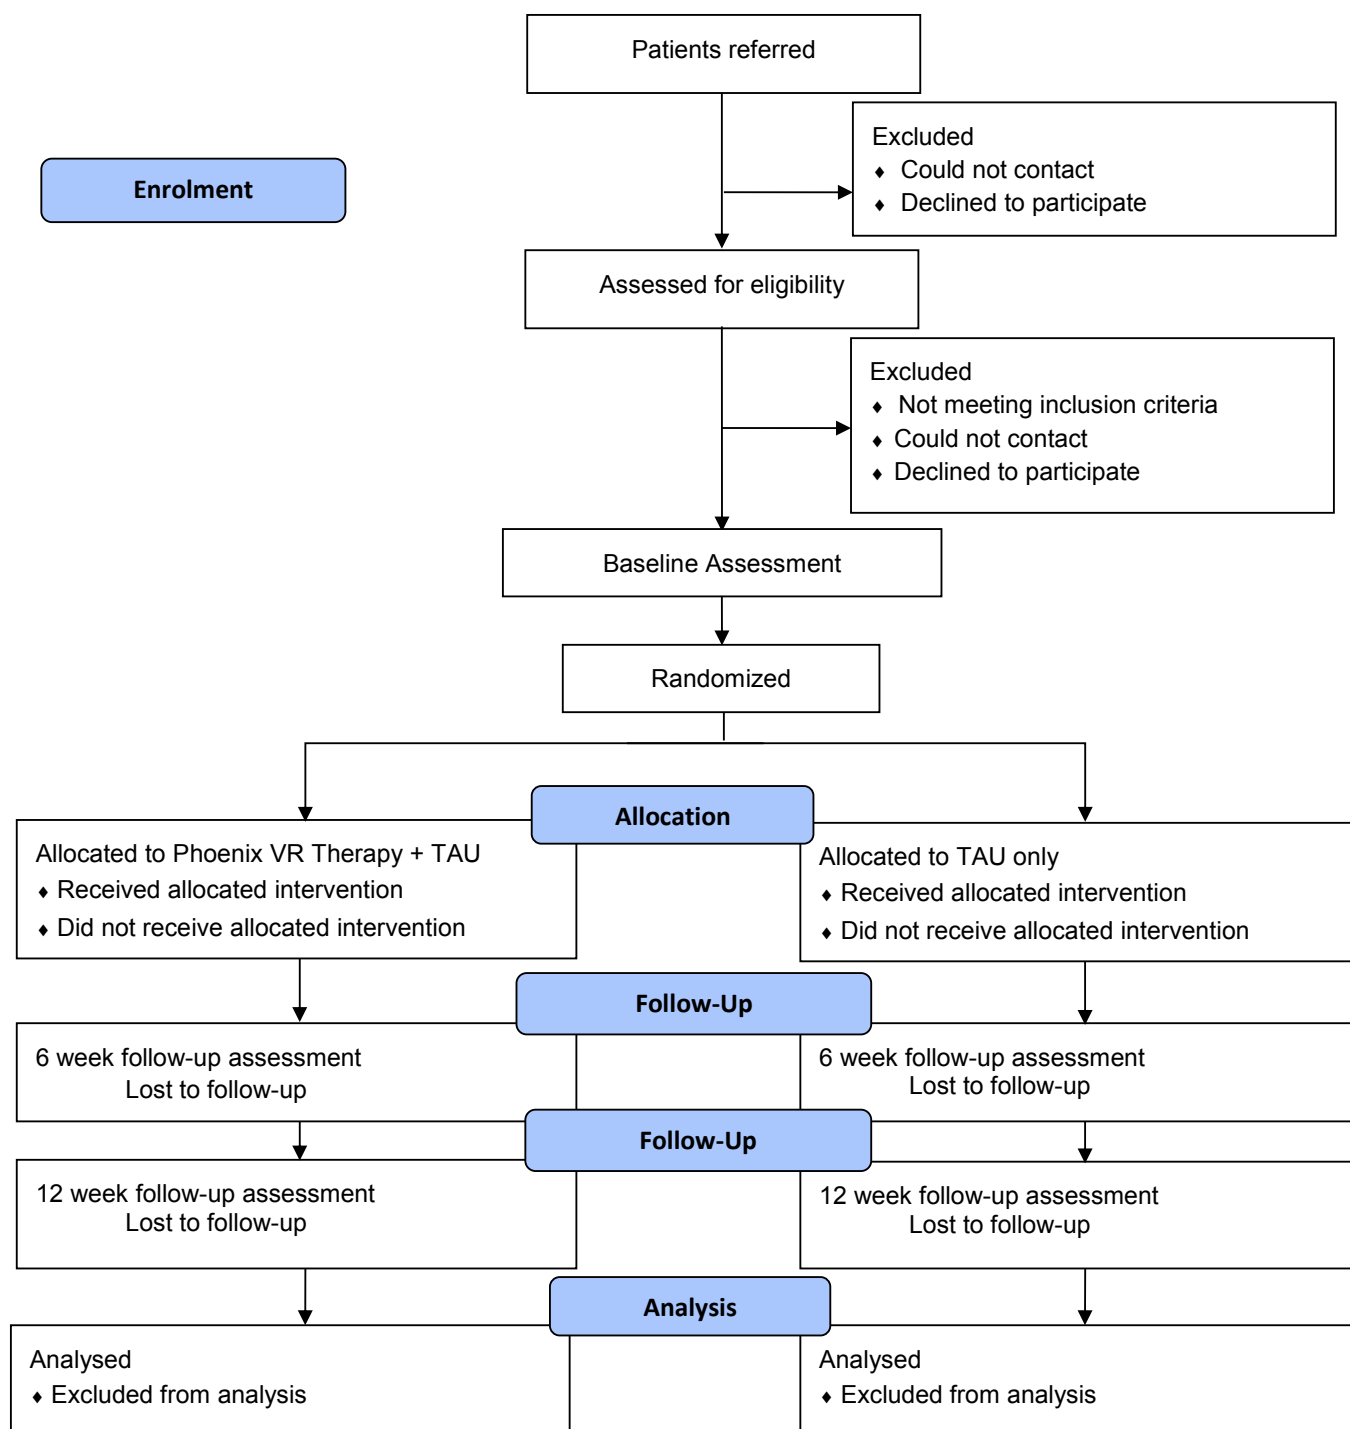 Patients referred
Excluded
♦ Could not contact
♦ Declined to participate
Enrolment
Assessed for eligibility
Excluded
♦ Not meeting inclusion criteria
♦ Could not contact
♦ Declined to participate
Baseline Assessment
Randomized
Allocation
Allocated to Phoenix VR Therapy + TAU
♦ Received allocated intervention
♦ Did not receive allocated intervention
Allocated to TAU only
♦ Received allocated intervention
♦ Did not receive allocated intervention
Follow-Up
6 week follow-up assessment
Lost to follow-up
6 week follow-up assessment
Lost to follow-up
Follow-Up
12 week follow-up assessment
Lost to follow-up
12 week follow-up assessment
Lost to follow-up
Analysis
Analysed
♦ Excluded from analysis
Analysed
♦ Excluded from analysis